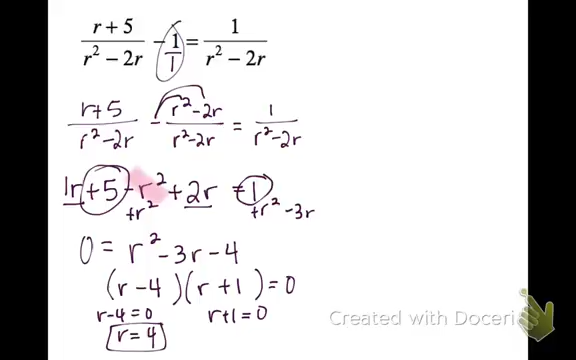 (r + 5)/(r² − 2r) − 1/1 = 1/(r² − 2r)
(r+5)/(r²−2r) − (r²−2r)/(r²−2r) = 1/(r²−2r)
1r +5 −r² + 2r = 1
+r² +r² −3r
0 = r² −3r −4
(r −4)(r +1) = 0
r−4=0 r+1=0
r=4
Created with Doceri